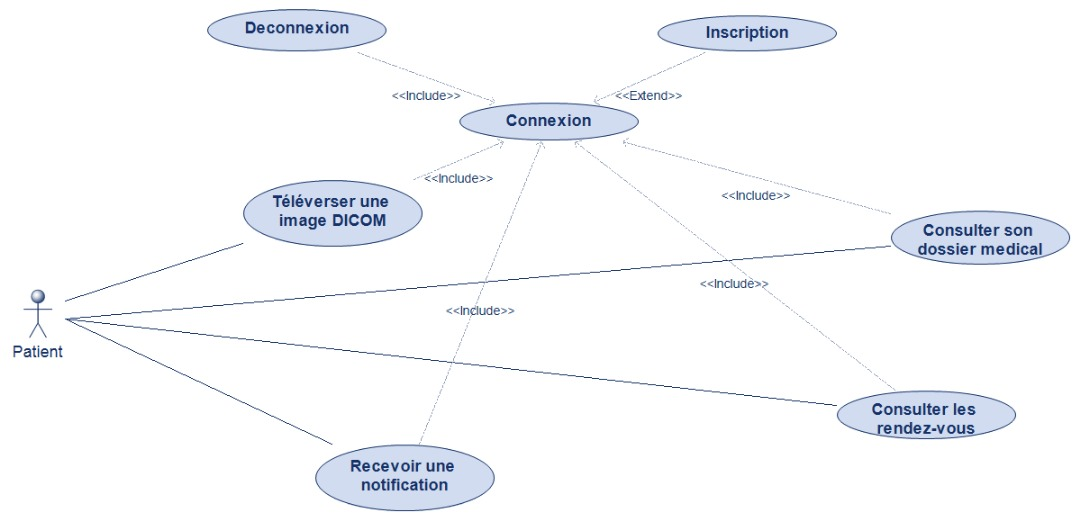 Deconnexion
Inscription
<<Include>>
<<Extend>>
Connexion
<<Include>>
<<Include>>
Téléverser une
image DICOM
Consulter son
dossier medical
<<Include>>
<<Include>>
Patient
Consulter les
rendez-vous
Recevoir une
notification